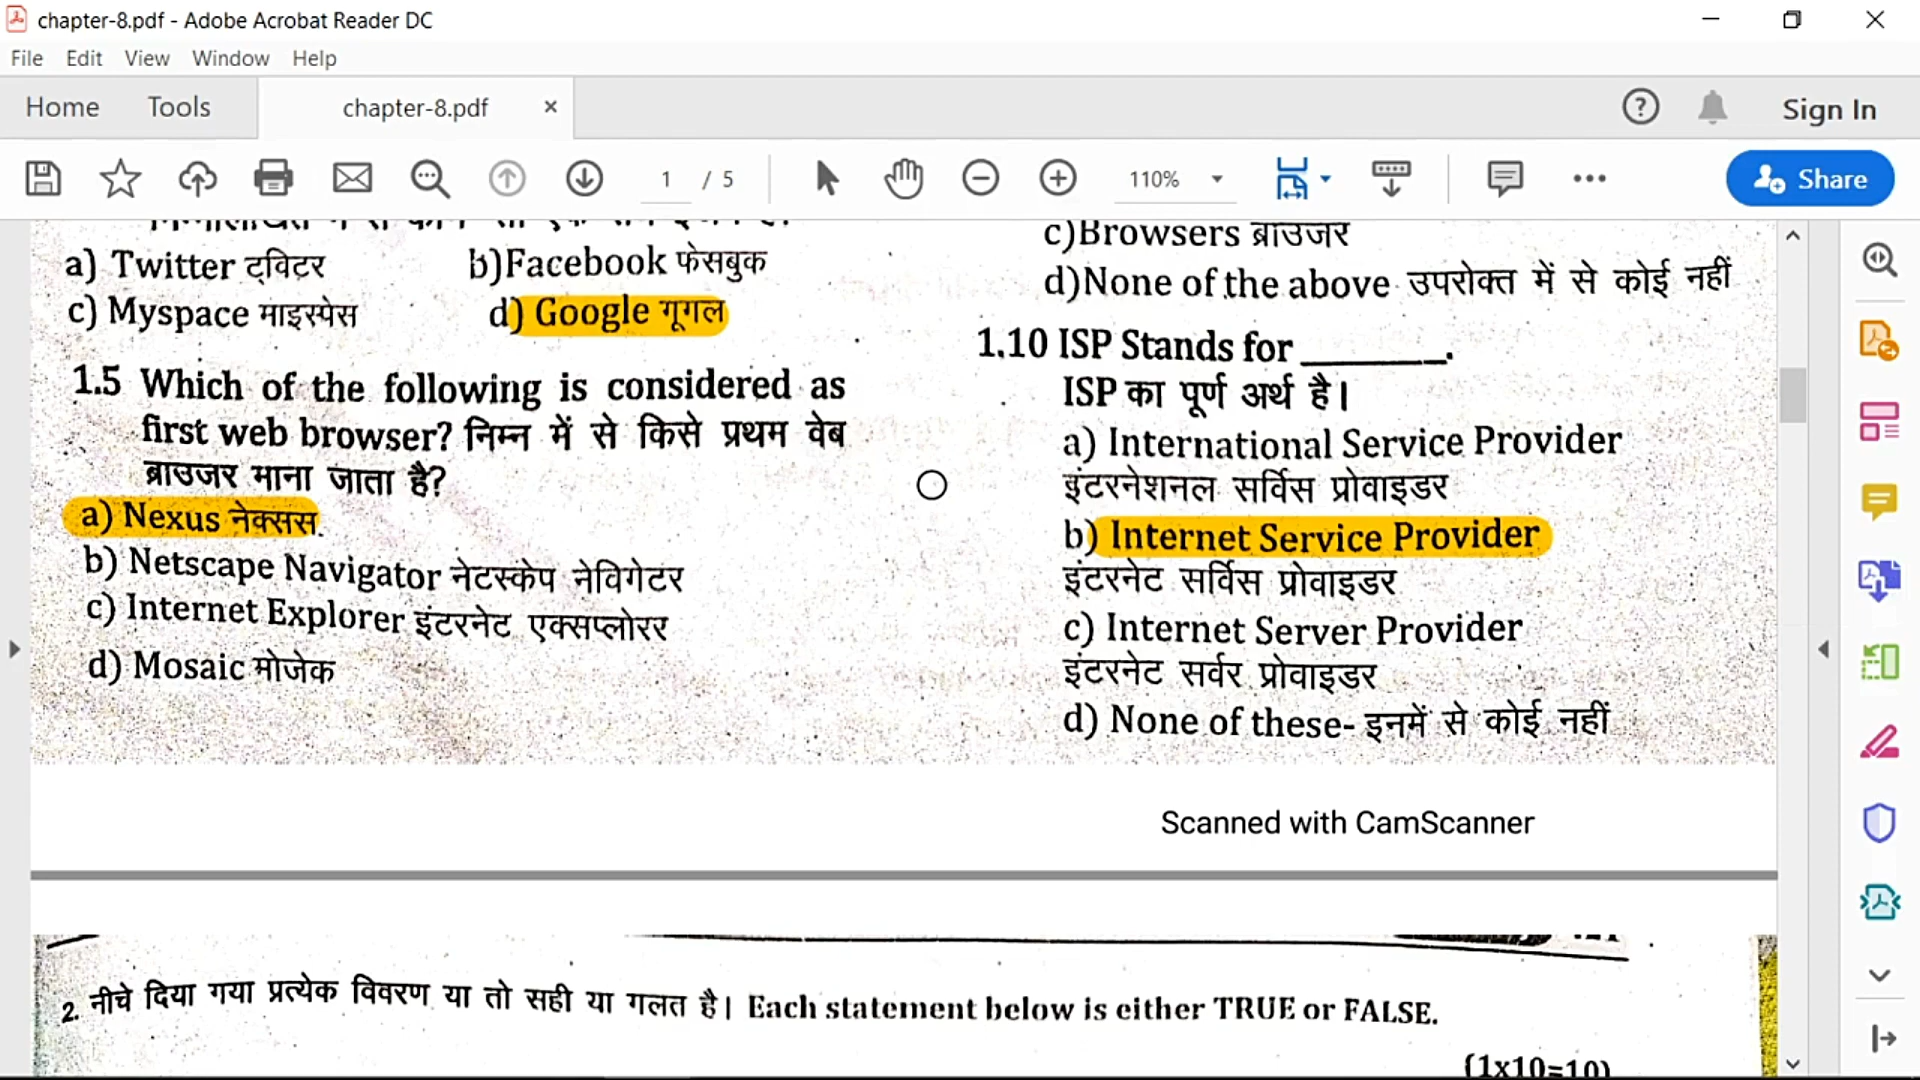 chapter-8.pdf - Adobe Acrobat Reader DC
File Edit View Window Help
Home Tools chapter-8.pdf Sign In
1 / 5 110% Share
a) Twitter ट्विटर b)Facebook फेसबुक
c) Myspace माइस्पेस d) Google गूगल
1.5 Which of the following is considered as
first web browser? निम्न में से किसे प्रथम वेब
ब्राउजर माना जाता है?
a) Nexus नेक्सस.
b) Netscape Navigator नेटस्केप नेविगेटर
c) Internet Explorer इंटरनेट एक्सप्लोरर
d) Mosaic मोजेक
c)Browsers ब्राउजर
d)None of the above उपरोक्त में से कोई नहीं
1.10 ISP Stands for ________.
ISP का पूर्ण अर्थ है।
a) International Service Provider
इंटरनेशनल सर्विस प्रोवाइडर
b) Internet Service Provider
इंटरनेट सर्विस प्रोवाइडर
c) Internet Server Provider
इंटरनेट सर्वर प्रोवाइडर
d) None of these- इनमें से कोई नहीं
Scanned with CamScanner
2. नीचे दिया गया प्रत्येक विवरण या तो सही या गलत है। Each statement below is either TRUE or FALSE.
(1x10=10)